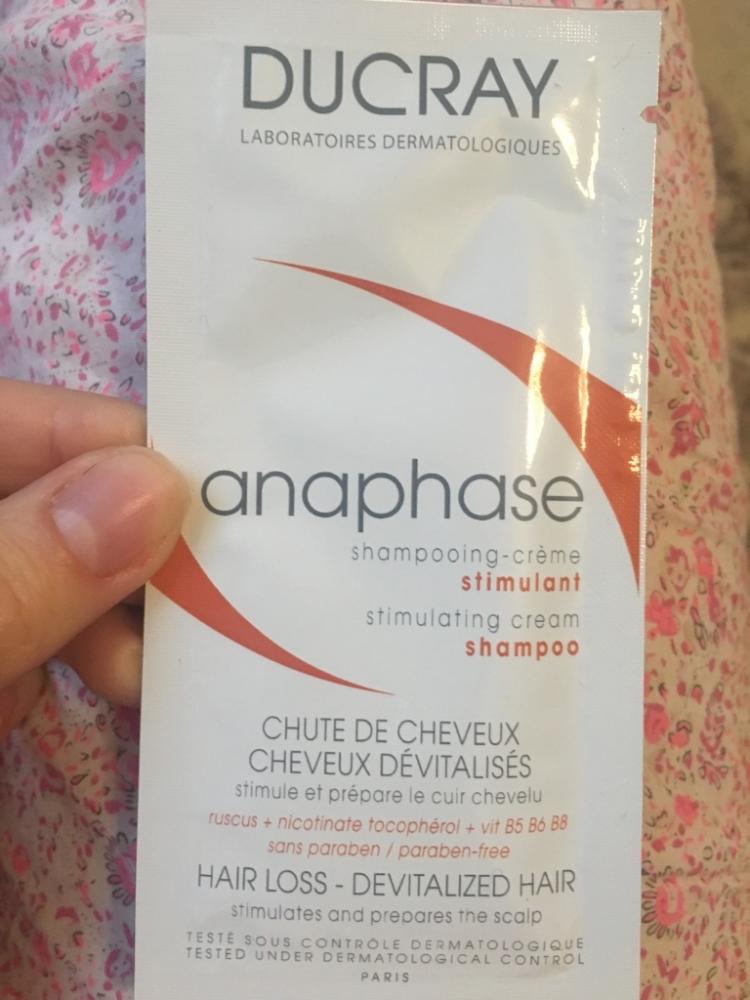 DUCRAY
LABORATOIRES DERMATOLOGIQUES
anaphase
shampooing-crème
stimulant
stimulating cream
shampoo
CHUTE DE CHEVEUX
CHEVEUX DÉVITALISÉS
stimule et prépare le cuir chevelu
ruscus + nicotinate tocophérol + vit B5 B6 B8
sans paraben / paraben-free
HAIR LOSS - DEVITALIZED HAIR
stimulates and prepares the scalp
TESTÉ SOUS CONTRÔLE DERMATOLOGIQUE
TESTED UNDER DERMATOLOGICAL CONTROL
PARIS